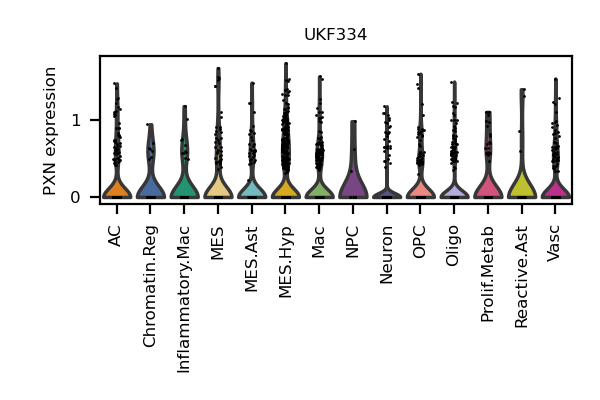 UKF334
PXN expression
1
0
AC
Chromatin.Reg
Inflammatory.Mac
MES
MES.Ast
MES.Hyp
Mac
NPC
Neuron
OPC
Oligo
Prolif.Metab
Reactive.Ast
Vasc